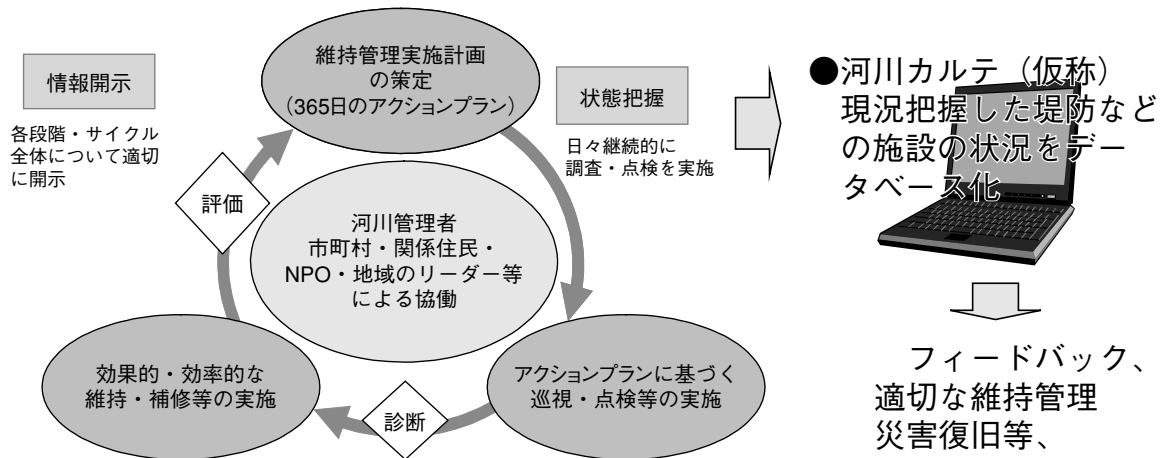 情報開示
各段階・サイクル
全体について適切
に開示
維持管理実施計画
の策定
(365日のアクションプラン)
状態把握
日々継続的に
調査・点検を実施
評価
河川管理者
市町村・関係住民・
NPO・地域のリーダー等
による協働
効果的・効率的な
維持・補修等の実施
診断
アクションプランに基づく
巡視・点検等の実施
●河川カルテ（仮称）
現況把握した堤防など
の施設の状況をデー
タベース化
フィードバック、
適切な維持管理
災害復旧等、